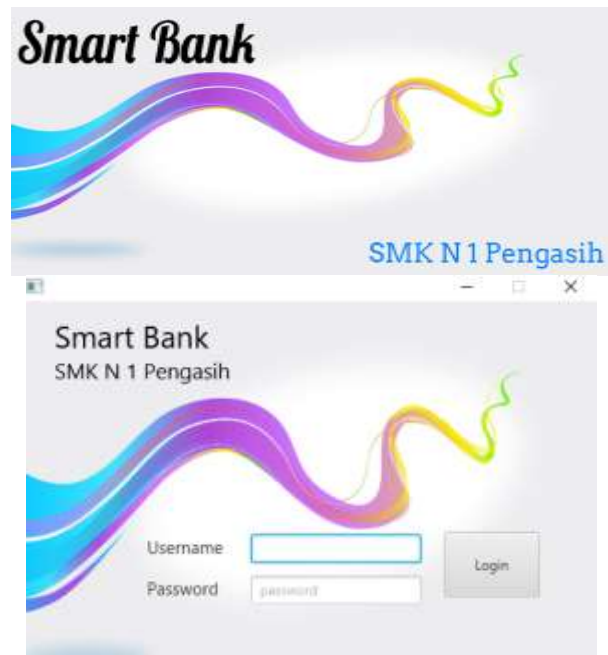 Smart Bank
SMK N 1 Pengasih
Smart Bank
SMK N 1 Pengasih
Username
Login
Password
password